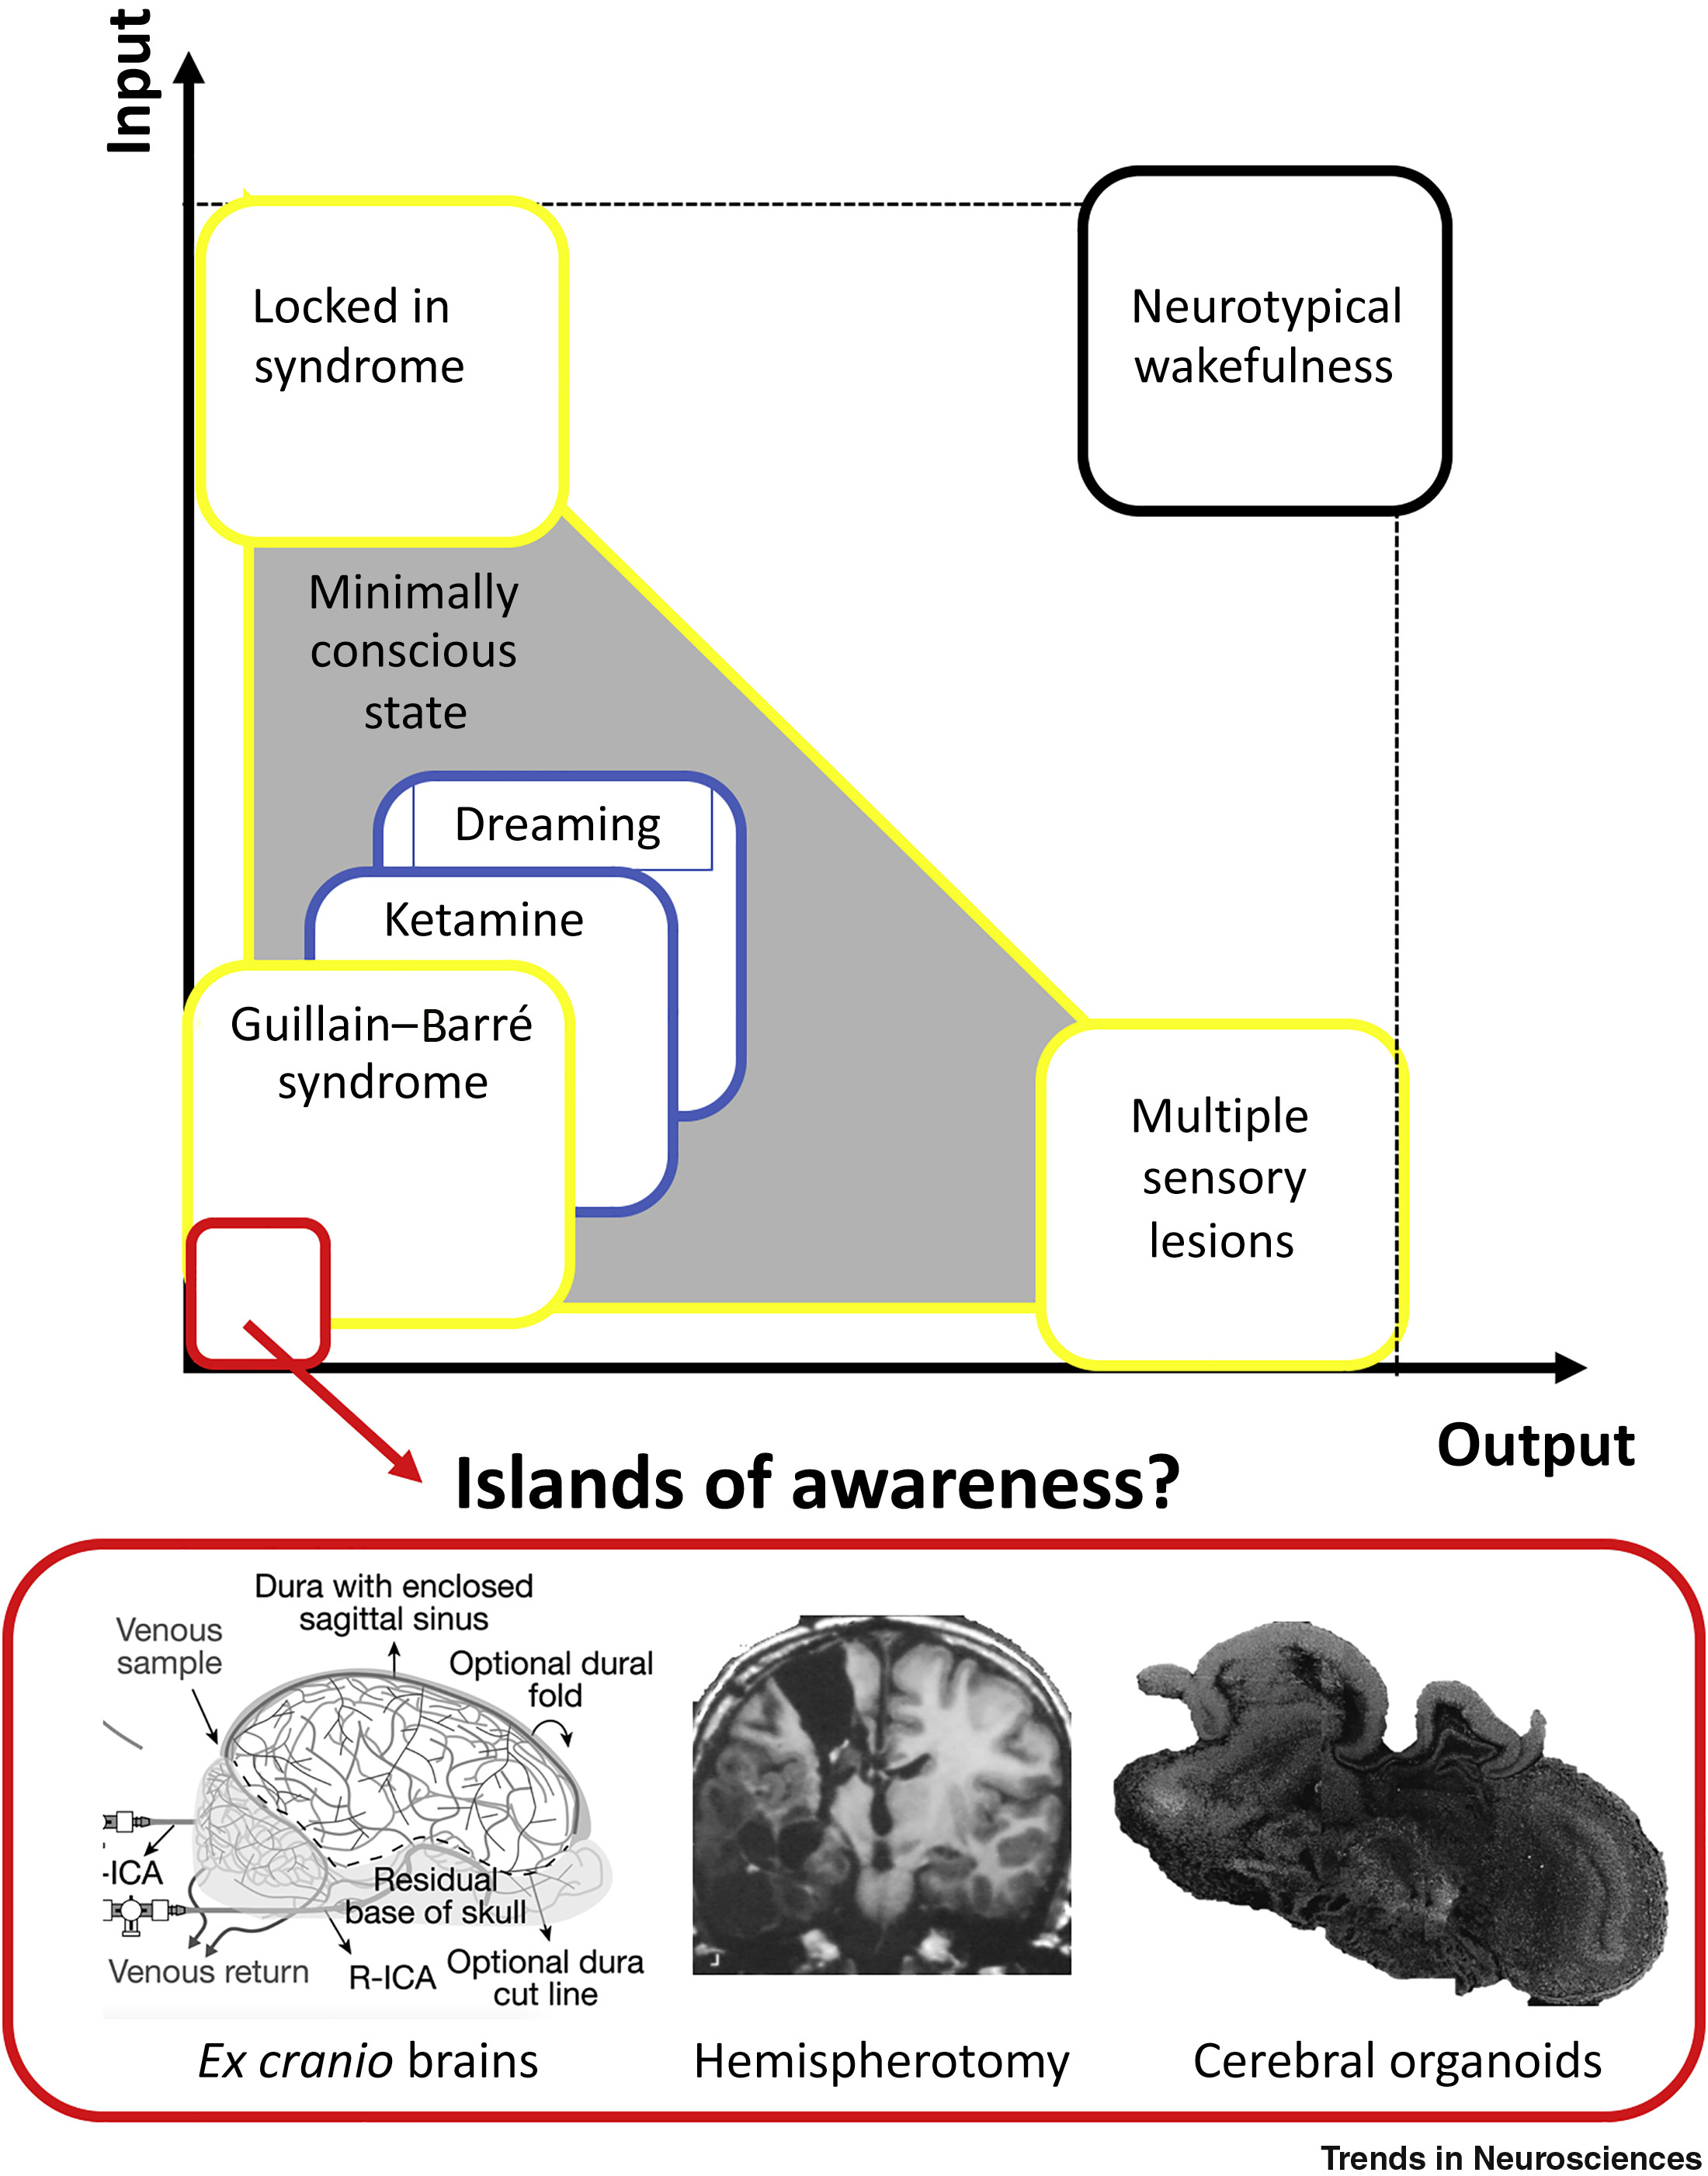 Input
Locked in
syndrome
Neurotypical
wakefulness
Minimally
conscious
state
Dreaming
Ketamine
Guillain–Barré
syndrome
Multiple
sensory
lesions
Output
Islands of awareness?
Dura with enclosed
sagittal sinus
Venous
sample
Optional dural
fold
-ICA
Residual
base of skull
Venous return
R-ICA
Optional dura
cut line
Ex cranio brains
Hemispherotomy
Cerebral organoids
Trends in Neurosciences